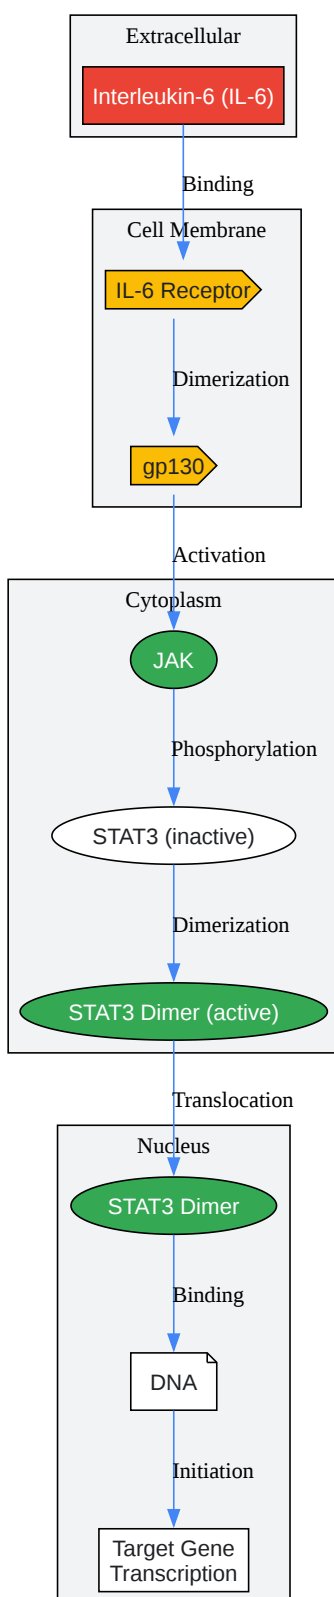 Extracellular
Interleukin-6 (IL-6)
Binding
Cell Membrane
IL-6 Receptor
Dimerization
gp130
Activation
Cytoplasm
JAK
Phosphorylation
STAT3 (inactive)
Dimerization
STAT3 Dimer (active)
Translocation
Nucleus
STAT3 Dimer
Binding
DNA
Initiation
Target Gene
Transcription